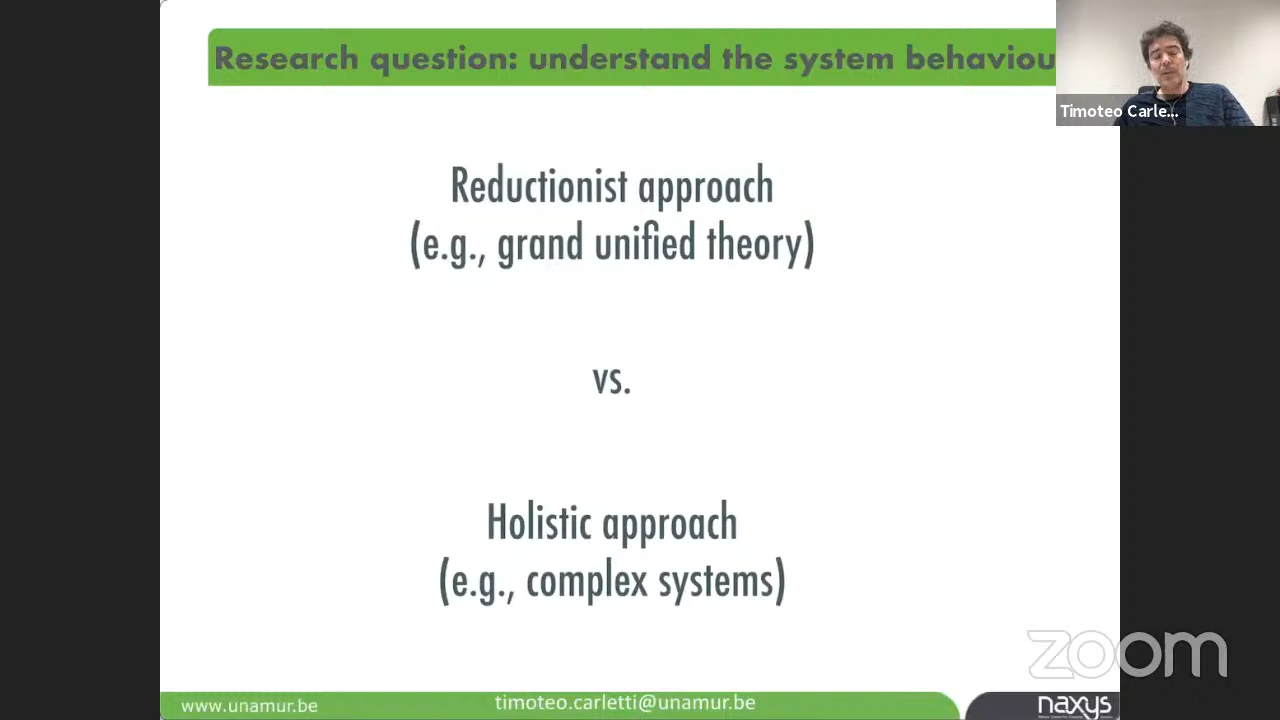 Research question: understand the system behaviou
Timoteo Carle...
Reductionist approach
(e.g., grand unified theory)
vs.
Holistic approach
(e.g., complex systems)
zoom
www.unamur.be
timoteo.carletti@unamur.be
naxys